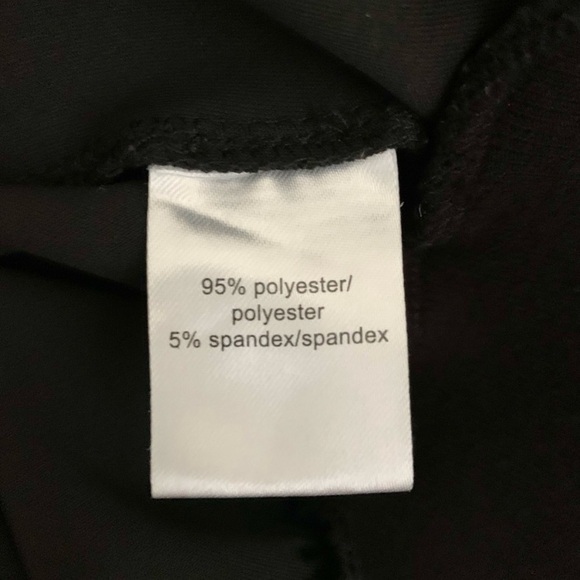 95% polyester/
polyester
5% spandex/spandex